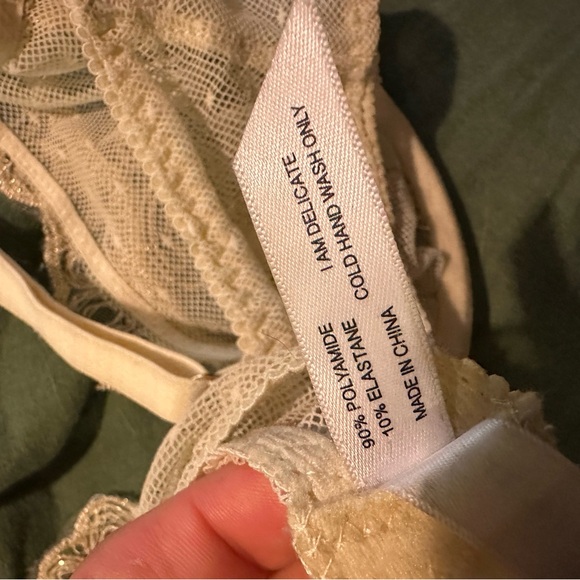 I AM DELICATE
COLD HAND WASH ONLY
90% POLYAMIDE
10% ELASTANE
MADE IN CHINA